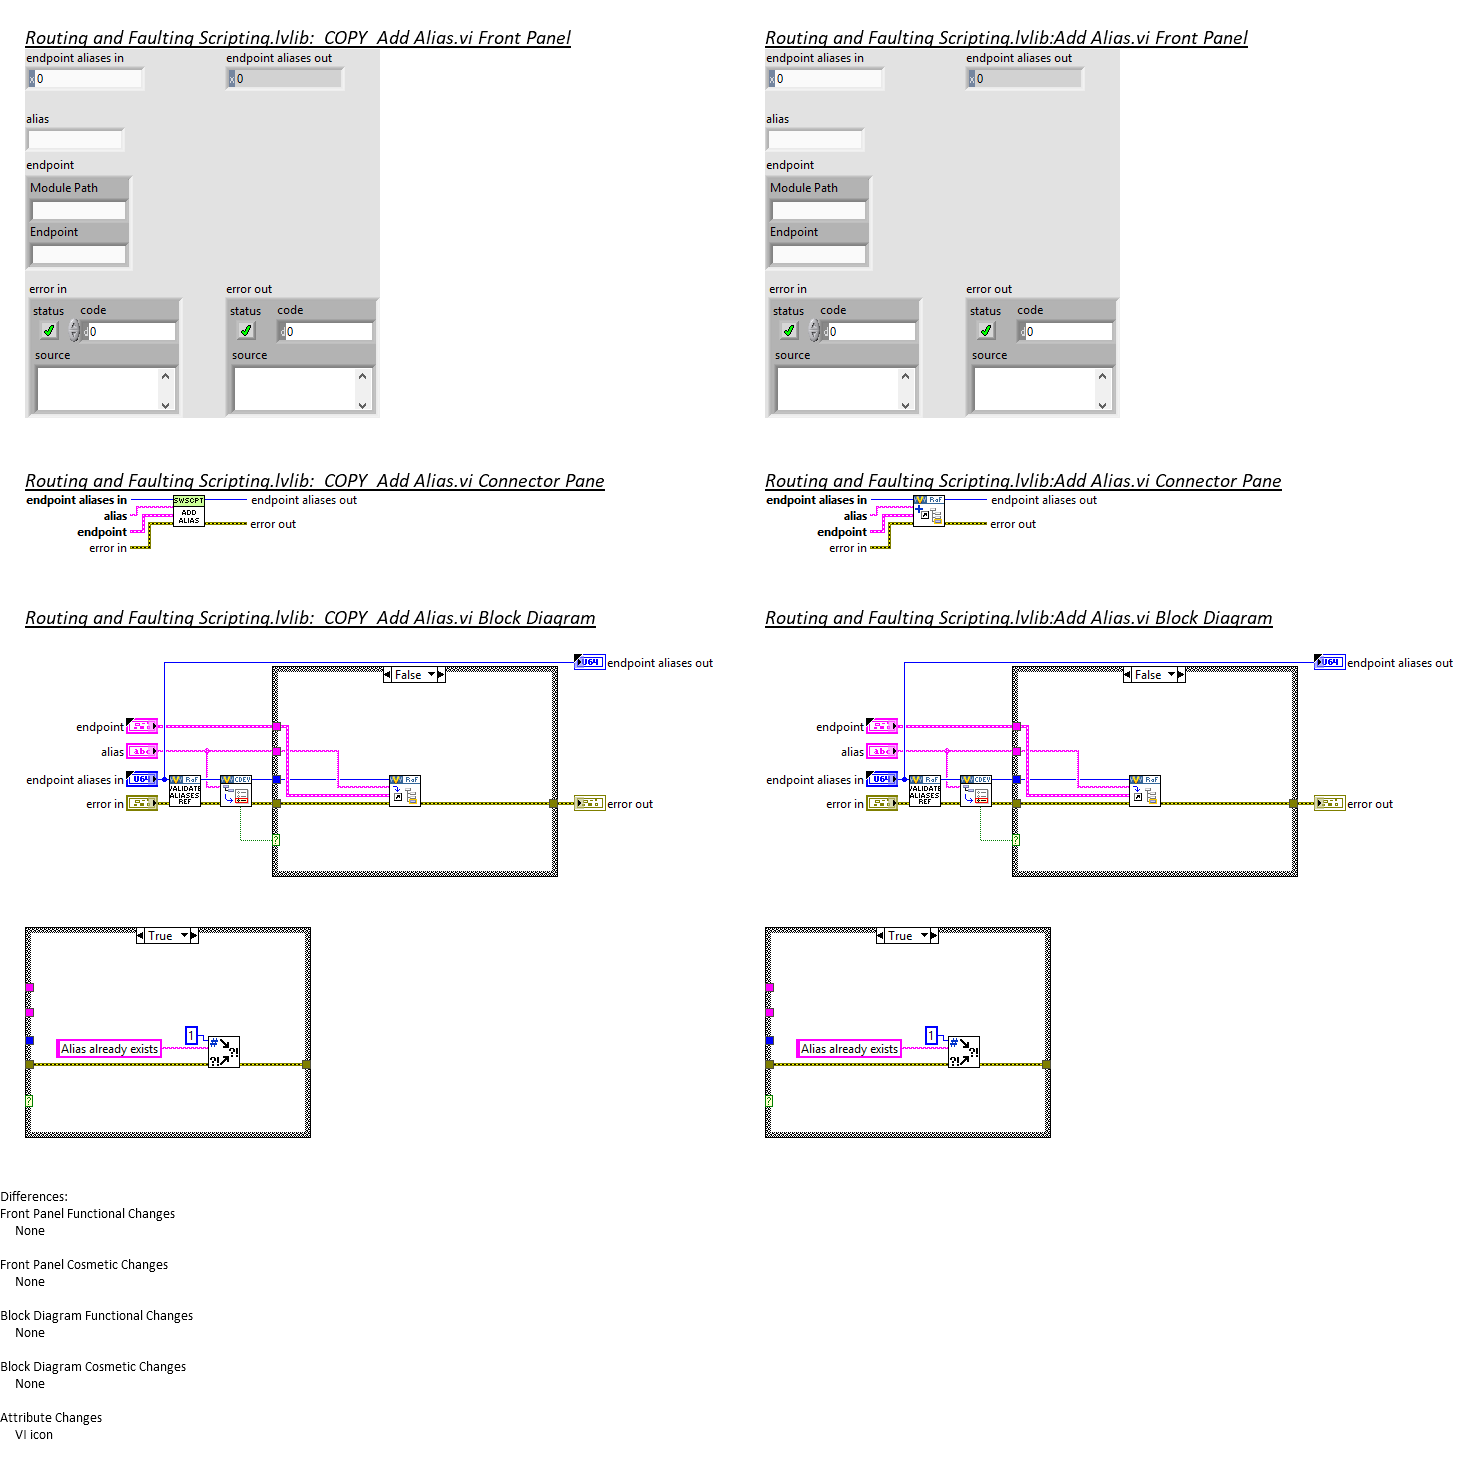 Routing and Faulting Scripting.lvlib:  COPY  Add Alias.vi Front Panel
endpoint aliases in
endpoint aliases out
x 0
x 0
alias
endpoint
Module Path
Endpoint
error in
error out
status
code
status
code
d 0
d 0
source
source
Routing and Faulting Scripting.lvlib:Add Alias.vi Front Panel
endpoint aliases in
endpoint aliases out
x 0
x 0
alias
endpoint
Module Path
Endpoint
error in
error out
status
code
status
code
d 0
d 0
source
source
Routing and Faulting Scripting.lvlib:  COPY  Add Alias.vi Connector Pane
endpoint aliases in
endpoint aliases out
alias
endpoint
error in
error out
SWSCPT
ADD
ALIAS
Routing and Faulting Scripting.lvlib:Add Alias.vi Connector Pane
endpoint aliases in
endpoint aliases out
alias
endpoint
error in
error out
RaF
Routing and Faulting Scripting.lvlib:  COPY  Add Alias.vi Block Diagram
U64
endpoint aliases out
False
endpoint
alias
abc
endpoint aliases in
U64
error in
RaF
VALIDATE
ALIASES
REF
CDEV
RaF
error out
?
True
1
Alias already exists
#
?!
?!
?
Routing and Faulting Scripting.lvlib:Add Alias.vi Block Diagram
U64
endpoint aliases out
False
endpoint
alias
abc
endpoint aliases in
U64
error in
RaF
VALIDATE
ALIASES
REF
CDEV
RaF
error out
?
True
1
Alias already exists
#
?!
?!
?
Differences:
Front Panel Functional Changes
None
Front Panel Cosmetic Changes
None
Block Diagram Functional Changes
None
Block Diagram Cosmetic Changes
None
Attribute Changes
VI icon